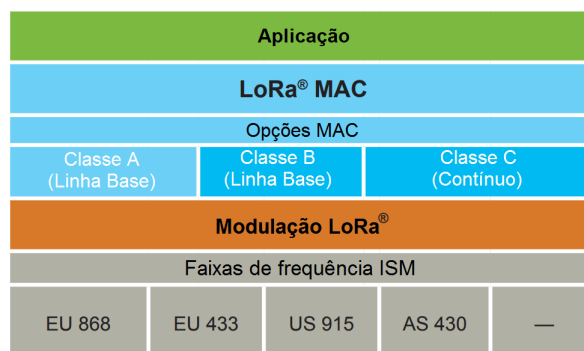 Aplicação
LoRa® MAC
Opções MAC
Classe A
(Linha Base)
Classe B
(Linha Base)
Classe C
(Contínuo)
Modulação LoRa®
Faixas de frequência ISM
EU 868
EU 433
US 915
AS 430
—